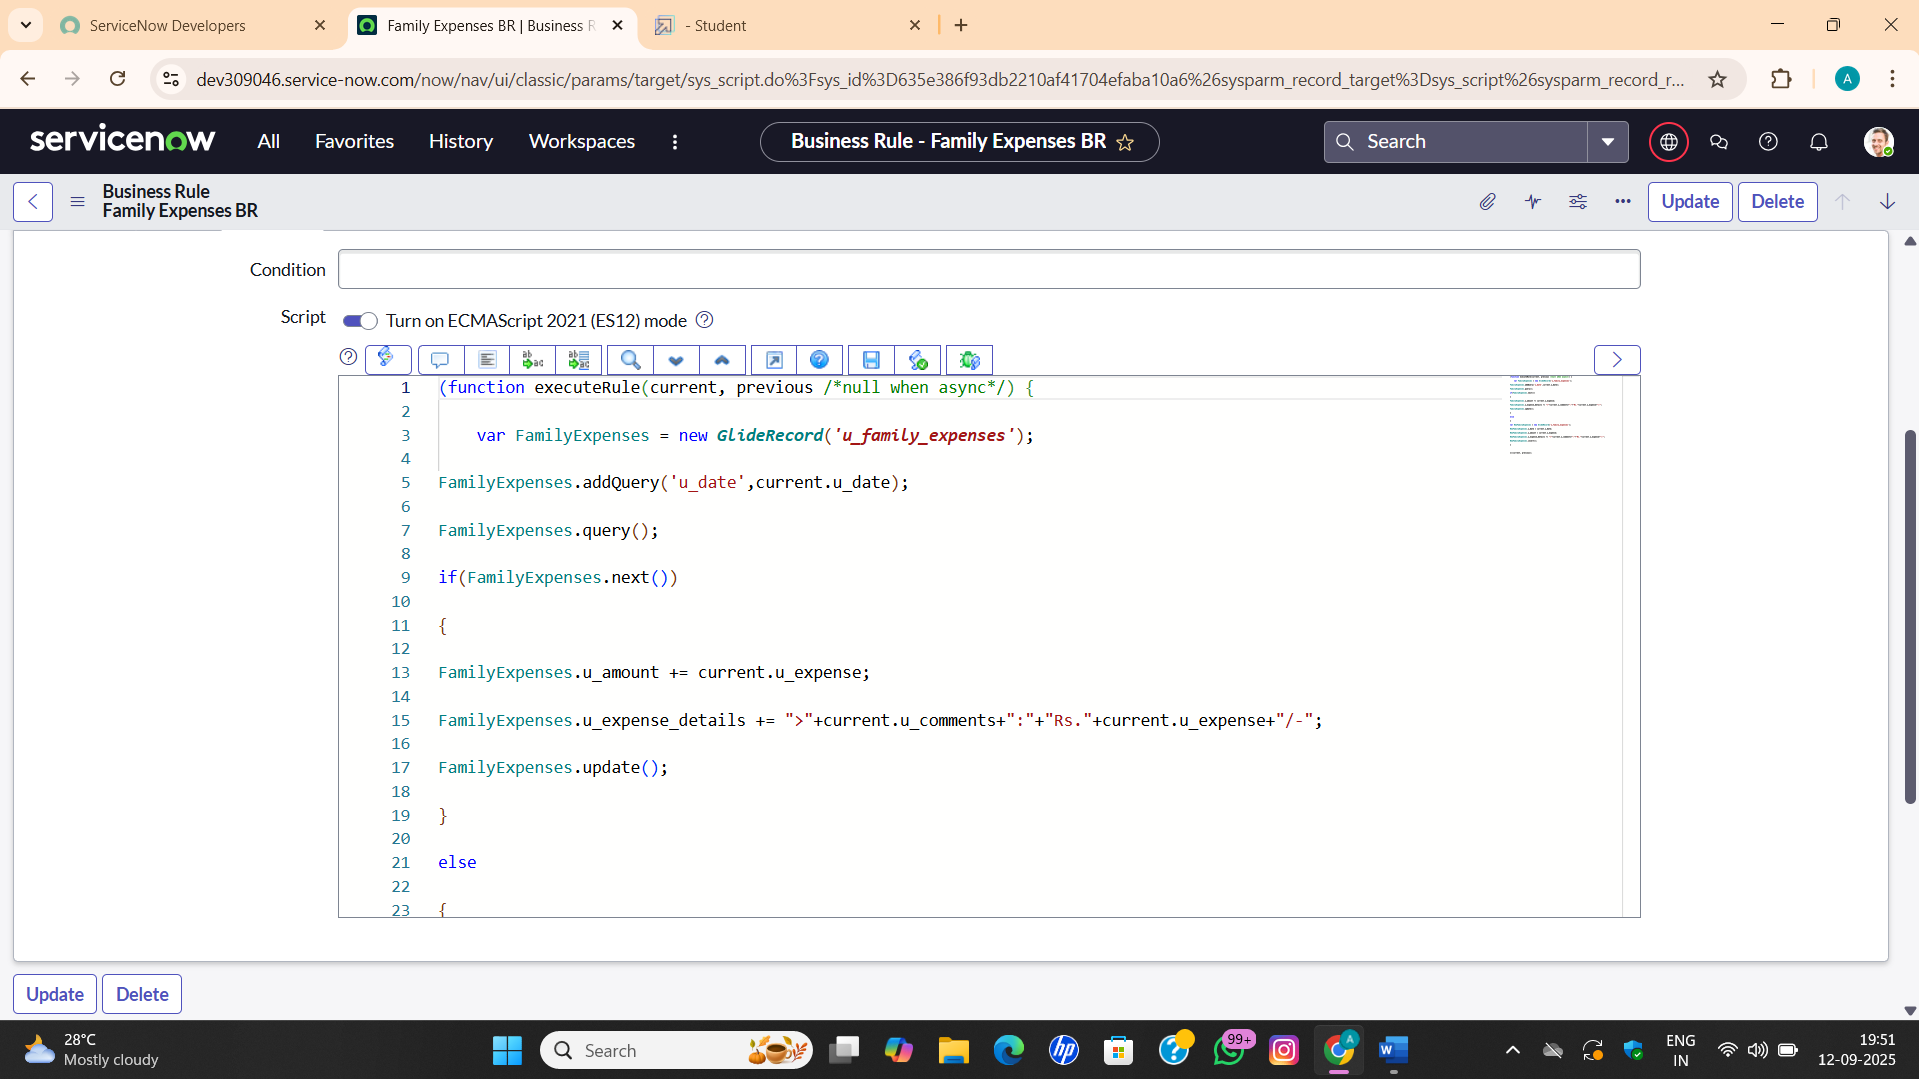 ServiceNow Developers
Family Expenses BR | Business R
- Student
dev309046.service-now.com/now/nav/ui/classic/params/target/sys_script.do%3Fsys_id%3D635e386f93db2210af41704efaba10a6%26sysparm_record_target%3Dsys_script%26sysparm_record_r...
A
servicenow
All
Favorites
History
Workspaces
Business Rule - Family Expenses BR
Search
Business Rule
Family Expenses BR
Update
Delete
Condition
Script
Turn on ECMAScript 2021 (ES12) mode
1 (function executeRule(current, previous /*null when async*/) {
2
3 var FamilyExpenses = new GlideRecord('u_family_expenses');
4
5 FamilyExpenses.addQuery('u_date',current.u_date);
6
7 FamilyExpenses.query();
8
9 if(FamilyExpenses.next())
10
11 {
12
13 FamilyExpenses.u_amount += current.u_expense;
14
15 FamilyExpenses.u_expense_details += ">"+current.u_comments+":"+"Rs."+current.u_expense+"/-";
16
17 FamilyExpenses.update();
18
19 }
20
21 else
22
23 {
Update
Delete
28°C
Mostly cloudy
Search
99+
A
ENG
IN
19:51
12-09-2025